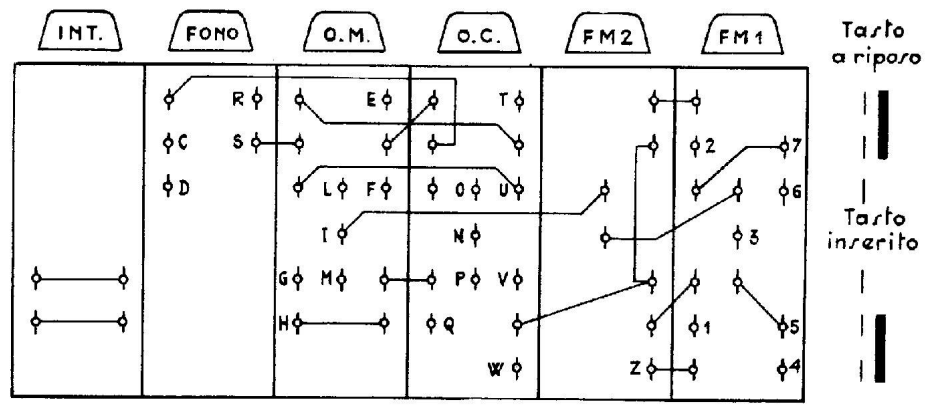 INT. FONO O.M. O.C. FM2 FM1
Tasto
a riposo
R E T
C S 2 7
D L F O U 6
I N 3
Tasto
inserito
G M P V
H Q 1 5
W Z 4